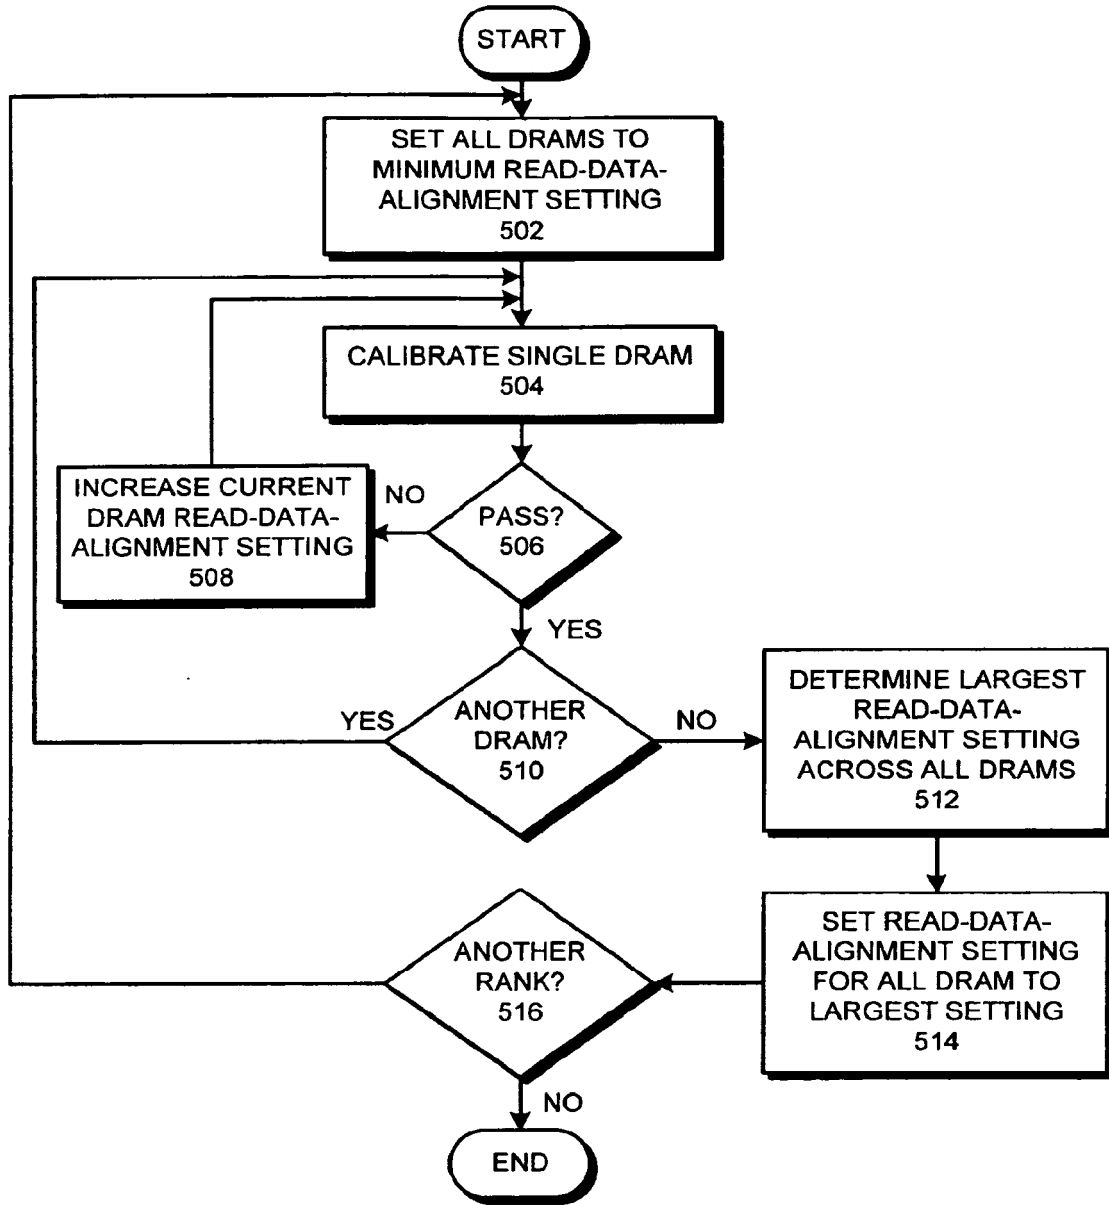 START
SET ALL DRAMS TO
MINIMUM READ-DATA-
ALIGNMENT SETTING
502
CALIBRATE SINGLE DRAM
504
INCREASE CURRENT
DRAM READ-DATA-
ALIGNMENT SETTING
508
NO
PASS?
506
YES
YES
ANOTHER
DRAM?
510
NO
DETERMINE LARGEST
READ-DATA-
ALIGNMENT SETTING
ACROSS ALL DRAMS
512
SET READ-DATA-
ALIGNMENT SETTING
FOR ALL DRAM TO
LARGEST SETTING
514
ANOTHER
RANK?
516
NO
END